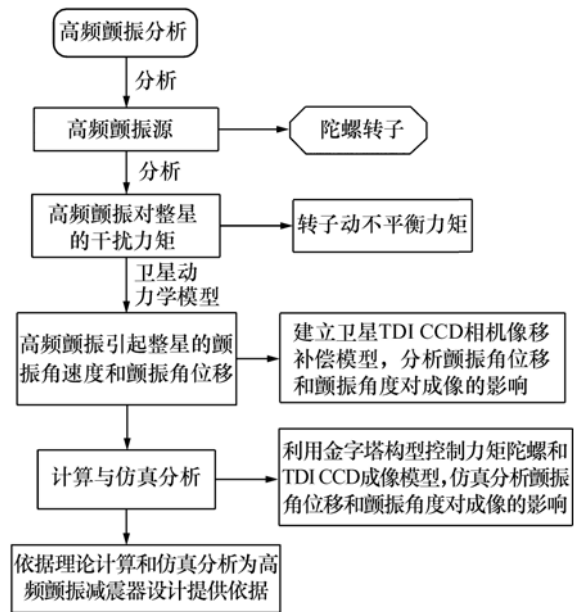 高频颤振分析
分析
高频颤振源
陀螺转子
分析
高频颤振对整星
的干扰力矩
转子动不平衡力矩
卫星动
力学模型
高频颤振引起整星的颤
振角速度和颤振角位移
建立卫星TDI CCD相机像移
补偿模型，分析颤振角位移
和颤振角度对成像的影响
计算与仿真分析
利用金字塔构型控制力矩陀螺和
TDI CCD成像模型,仿真分析颤振
角位移和颤振角度对成像的影响
依据理论计算和仿真分析为高
频颤振减震器设计提供依据